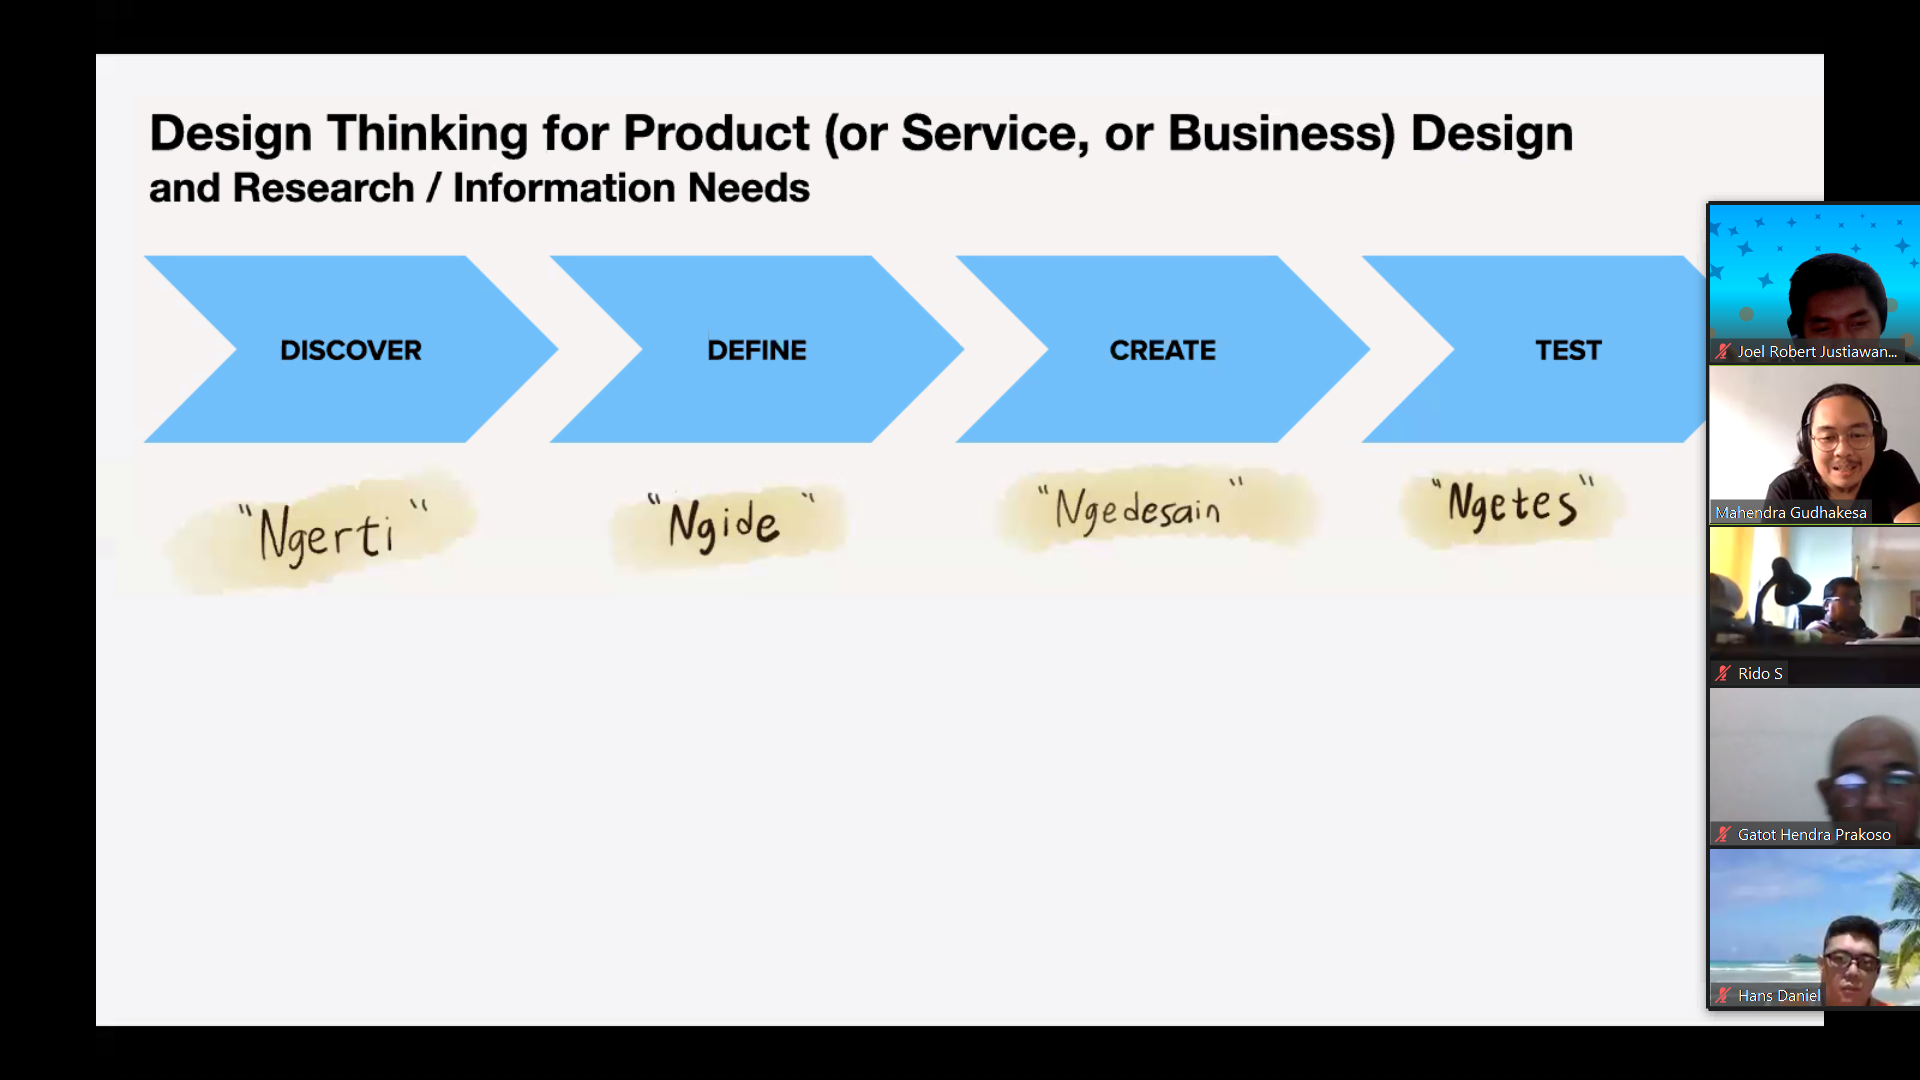 Design Thinking for Product (or Service, or Business) Design
and Research / Information Needs
DISCOVER
DEFINE
CREATE
TEST
"Ngerti"
"Ngide"
"Ngedesain"
"Ngetes"
Joel Robert Justiawan...
Mahendra Gudhakesa
Rido S
Gatot Hendra Prakoso
Hans Daniel